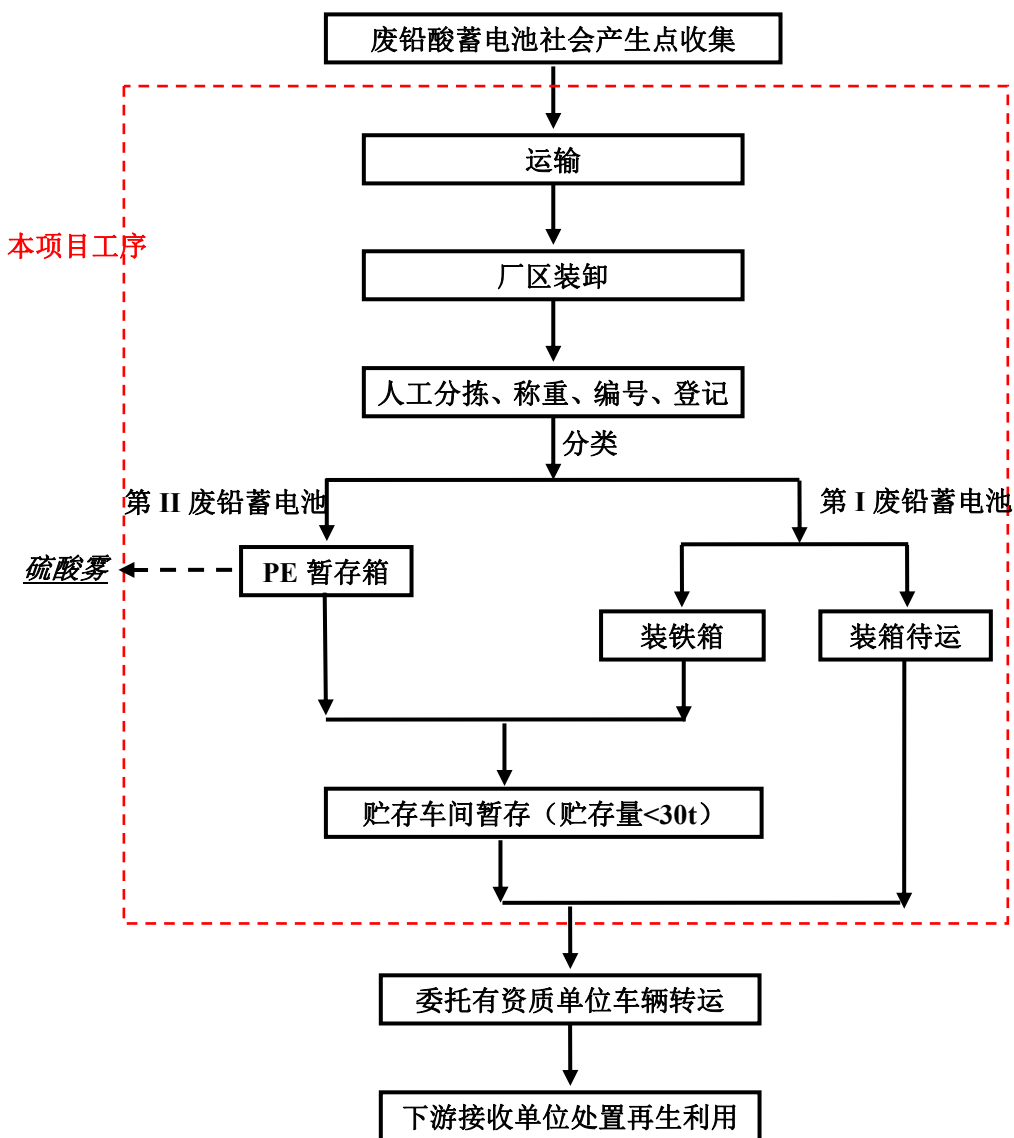 废铅酸蓄电池社会产生点收集
运输
本项目工序
厂区装卸
人工分拣、称重、编号、登记
分类
第 II 废铅蓄电池
第 I 废铅蓄电池
硫酸雾
PE 暂存箱
装铁箱
装箱待运
贮存车间暂存（贮存量<30t）
委托有资质单位车辆转运
下游接收单位处置再生利用